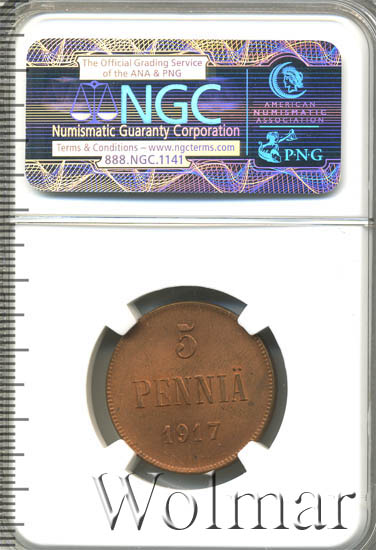 The Official Grading Service
of the ANA & PNG
NGC
Numismatic Guaranty Corporation
Terms & Conditions – www.ngcterms.com
888.NGC.1141
AMERICAN
NUMISMATIC
ASSOCIATION
PNG
5
PENNIÄ
1917
Wolmar